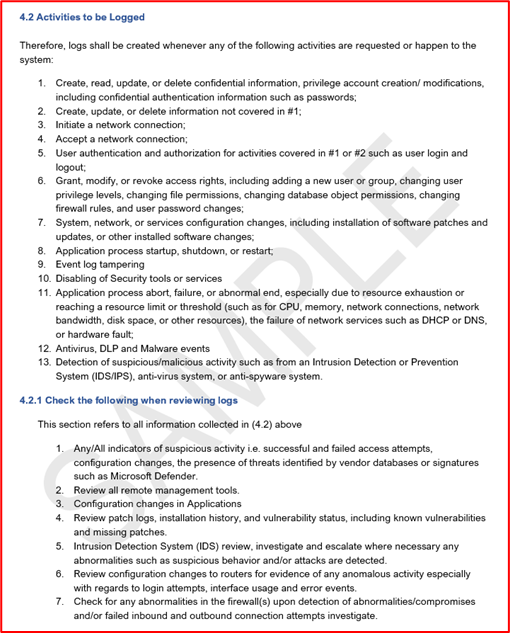 4.2 Activities to be Logged
Therefore, logs shall be created whenever any of the following activities are requested or happen to the
system:
1. Create, read, update, or delete confidential information, privilege account creation/ modifications,
including confidential authentication information such as passwords;
2. Create, update, or delete information not covered in #1;
3. Initiate a network connection;
4. Accept a network connection;
5. User authentication and authorization for activities covered in #1 or #2 such as user login and
logout;
6. Grant, modify, or revoke access rights, including adding a new user or group, changing user
privilege levels, changing file permissions, changing database object permissions, changing
firewall rules, and user password changes;
7. System, network, or services configuration changes, including installation of software patches and
updates, or other installed software changes;
8. Application process startup, shutdown, or restart;
9. Event log tampering
10. Disabling of Security tools or services
11. Application process abort, failure, or abnormal end, especially due to resource exhaustion or
reaching a resource limit or threshold (such as for CPU, memory, network connections, network
bandwidth, disk space, or other resources), the failure of network services such as DHCP or DNS,
or hardware fault;
12. Antivirus, DLP and Malware events
13. Detection of suspicious/malicious activity such as from an Intrusion Detection or Prevention
System (IDS/IPS), anti-virus system, or anti-spyware system.
4.2.1 Check the following when reviewing logs
This section refers to all information collected in (4.2) above
1. Any/All indicators of suspicious activity i.e. successful and failed access attempts,
configuration changes, the presence of threats identified by vendor databases or signatures
such as Microsoft Defender.
2. Review all remote management tools.
3. Configuration changes in Applications
4. Review patch logs, installation history, and vulnerability status, including known vulnerabilities
and missing patches.
5. Intrusion Detection System (IDS) review, investigate and escalate where necessary any
abnormalities such as suspicious behavior and/or attacks are detected.
6. Review configuration changes to routers for evidence of any anomalous activity especially
with regards to login attempts, interface usage and error events.
7. Check for any abnormalities in the firewall(s) upon detection of abnormalities/compromises
and/or failed inbound and outbound connection attempts investigate.
SAMPLE